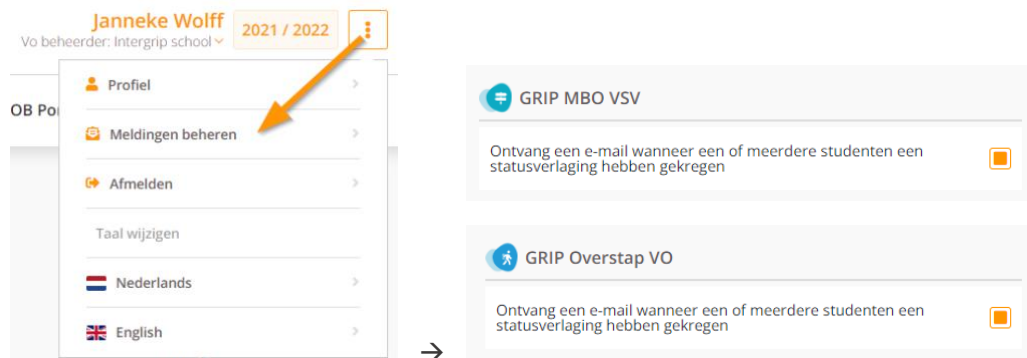 Janneke Wolff
Vo beheerder: Intergrip school
2021 / 2022
OB Po
Profiel
Meldingen beheren
Afmelden
Taal wijzigen
Nederlands
English
→
GRIP MBO VSV
Ontvang een e-mail wanneer een of meerdere studenten een
statusverlaging hebben gekregen
GRIP Overstap VO
Ontvang een e-mail wanneer een of meerdere studenten een
statusverlaging hebben gekregen